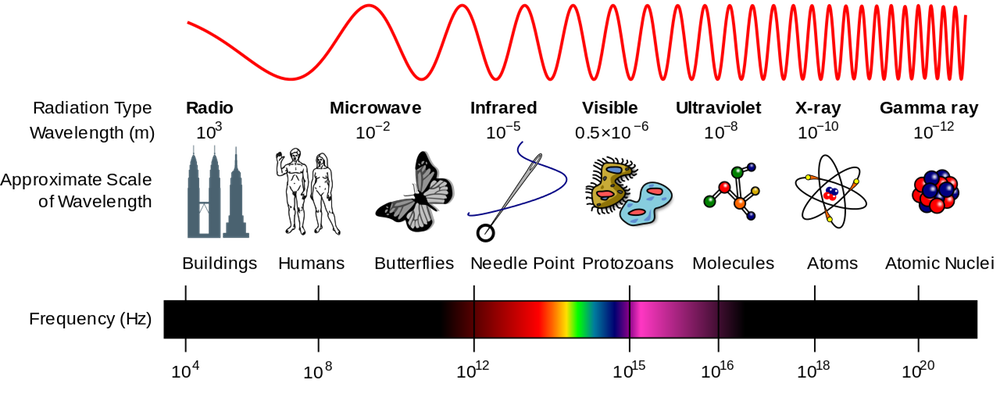 Radiation Type Radio Microwave Infrared Visible Ultraviolet X-ray Gamma ray
Wavelength (m) 10³ 10⁻² 10⁻⁵ 0.5×10⁻⁶ 10⁻⁸ 10⁻¹⁰ 10⁻¹²
Approximate Scale
of Wavelength
Buildings Humans Butterflies Needle Point Protozoans Molecules Atoms Atomic Nuclei
Frequency (Hz)
10⁴ 10⁸ 10¹² 10¹⁵ 10¹⁶ 10¹⁸ 10²⁰